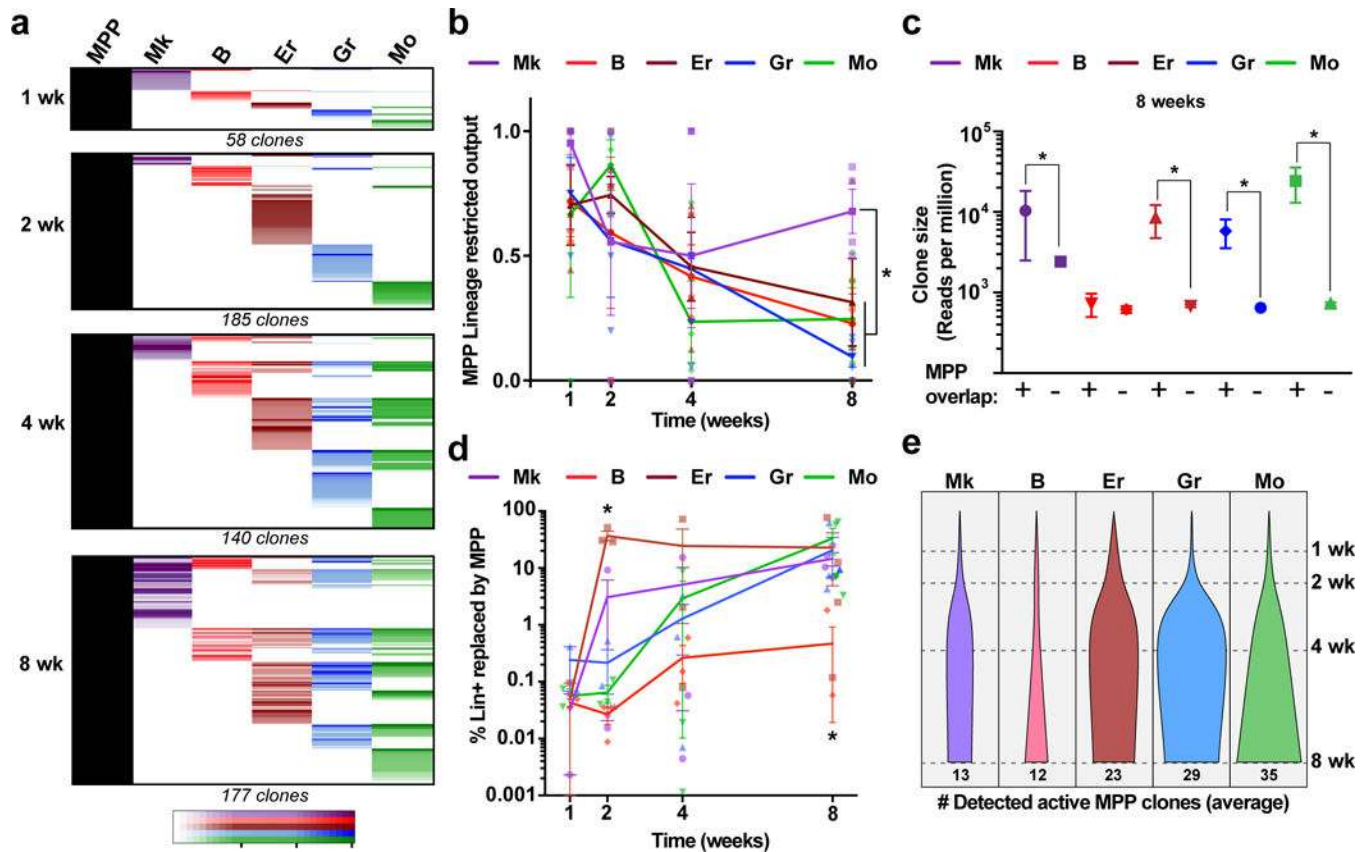 a
MPP Mk B Er Gr Mo
1 wk
58 clones
2 wk
185 clones
4 wk
140 clones
8 wk
177 clones
b
Mk B Er Gr Mo
MPP Lineage restricted output
1.0
0.5
0.0
*
1 2 4 8
Time (weeks)
c
Mk B Er Gr Mo
8 weeks
Clone size
(Reads per million)
10^5
10^4
10^3
* * * *
MPP
overlap:
+ - + - + - + - + -
d
Mk B Er Gr Mo
% Lin+ replaced by MPP
100
10
1
0.1
0.01
0.001
*
*
1 2 4 8
Time (weeks)
e
Mk B Er Gr Mo
1 wk
2 wk
4 wk
8 wk
13 12 23 29 35
# Detected active MPP clones (average)